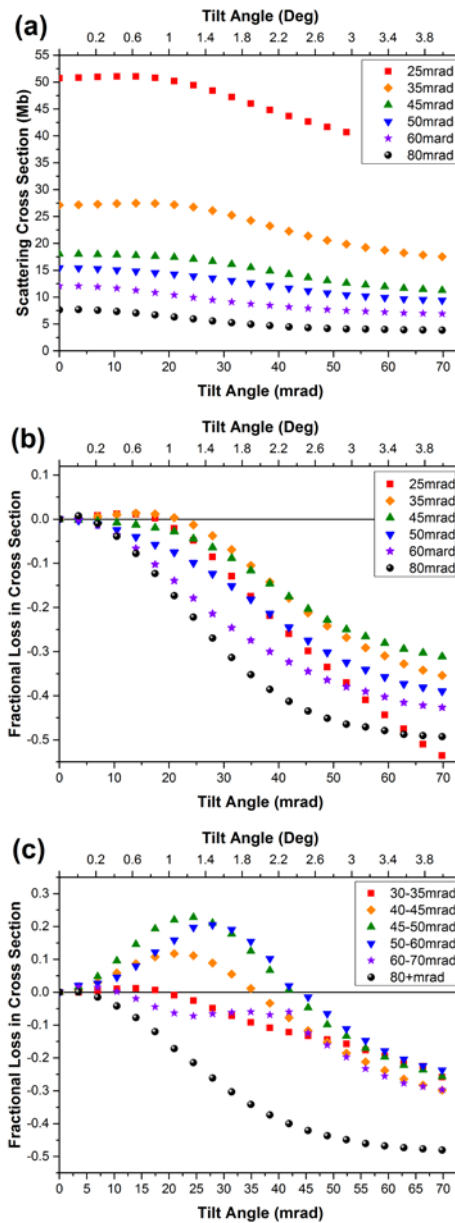 (a)
Tilt Angle (Deg)
0.2 0.6 1 1.4 1.8 2.2 2.6 3 3.4 3.8
Scattering Cross Section (Mb)
55
50
45
40
35
30
25
20
15
10
5
0
25mrad
35mrad
45mrad
50mrad
60mard
80mrad
0 10 20 30 40 50 60 70
Tilt Angle (mrad)
(b)
Tilt Angle (Deg)
0.2 0.6 1 1.4 1.8 2.2 2.6 3 3.4 3.8
Fractional Loss in Cross Section
0.1
0.0
-0.1
-0.2
-0.3
-0.4
-0.5
25mrad
35mrad
45mrad
50mrad
60mard
80mrad
0 10 20 30 40 50 60 70
Tilt Angle (mrad)
(c)
Tilt Angle (Deg)
0.2 0.6 1 1.4 1.8 2.2 2.6 3 3.4 3.8
Fractional Loss in Cross Section
0.3
0.2
0.1
0.0
-0.1
-0.2
-0.3
-0.4
-0.5
30-35mrad
40-45mrad
45-50mrad
50-60mrad
60-70mrad
80+mrad
0 5 10 15 20 25 30 35 40 45 50 55 60 65 70
Tilt Angle (mrad)